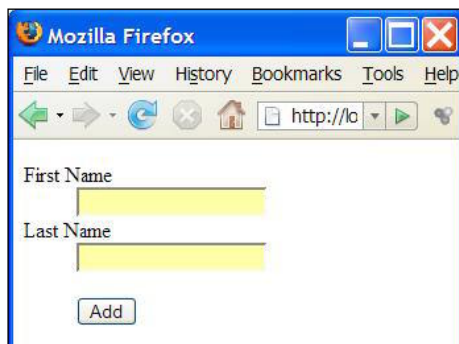 Mozilla Firefox
File Edit View History Bookmarks Tools Help
http://lo
First Name
Last Name
Add